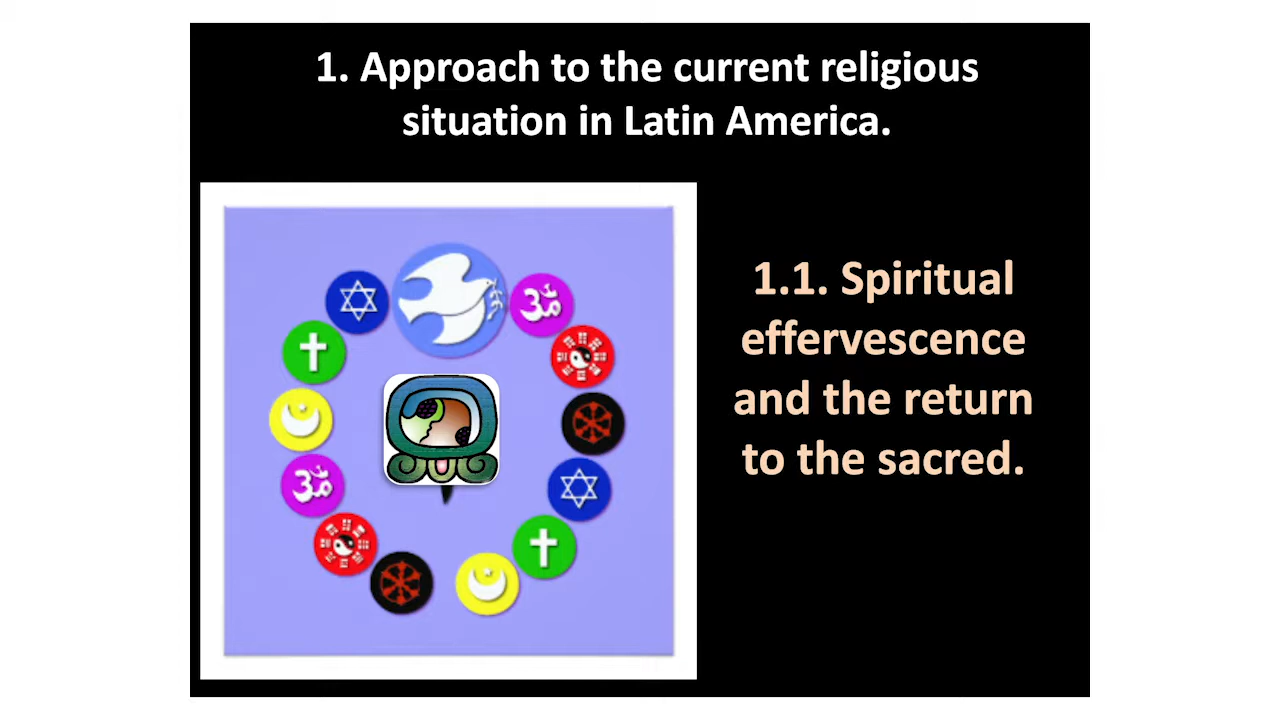 1. Approach to the current religious
situation in Latin America.
1.1. Spiritual
effervescence
and the return
to the sacred.